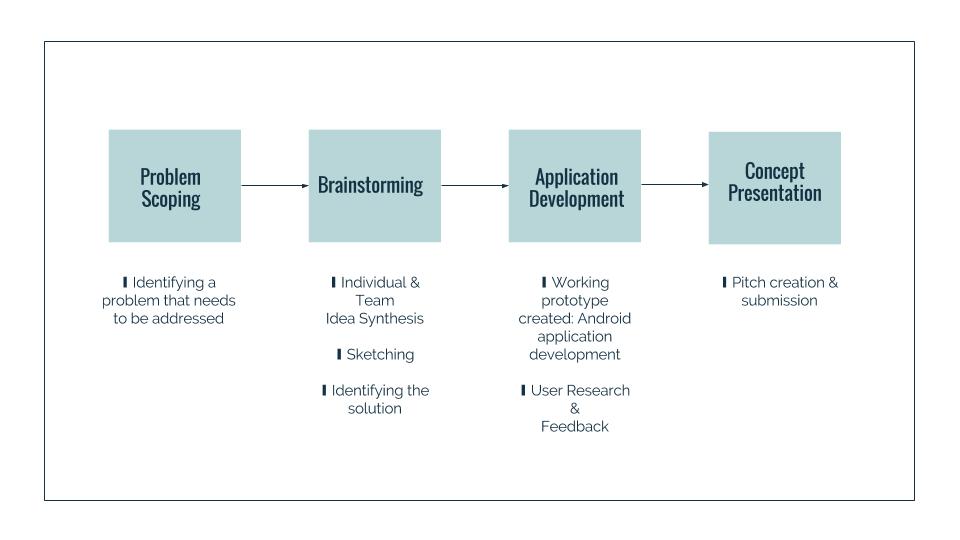 Problem
Scoping
Brainstorming
Application
Development
Concept
Presentation
❙ Identifying a
problem that needs
to be addressed
❙ Individual &
Team
Idea Synthesis
❙ Sketching
❙ Identifying the
solution
❙ Working
prototype
created: Android
application
development
❙ User Research
&
Feedback
❙ Pitch creation &
submission